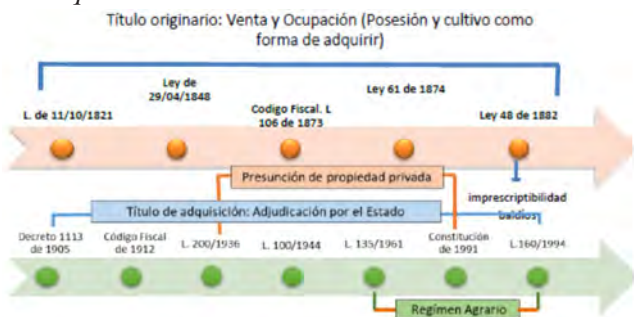 Título originario: Venta y Ocupación (Posesión y cultivo como
forma de adquirir)
Ley de
29/04/1848
Ley 61 de 1874
L. de 11/10/1821
Codigo Fiscal. L
106 de 1873
Ley 48 de 1882
Presunción de propiedad privada
imprescriptibilidad
baldíos
Título de adquisición: Adjudicación por el Estado
Decreto 1113
de 1905
Código Fiscal
de 1912
L. 200/1936
L. 100/1944
L. 135/1961
Constitución
de 1991
L.160/1994
Regímen Agrario